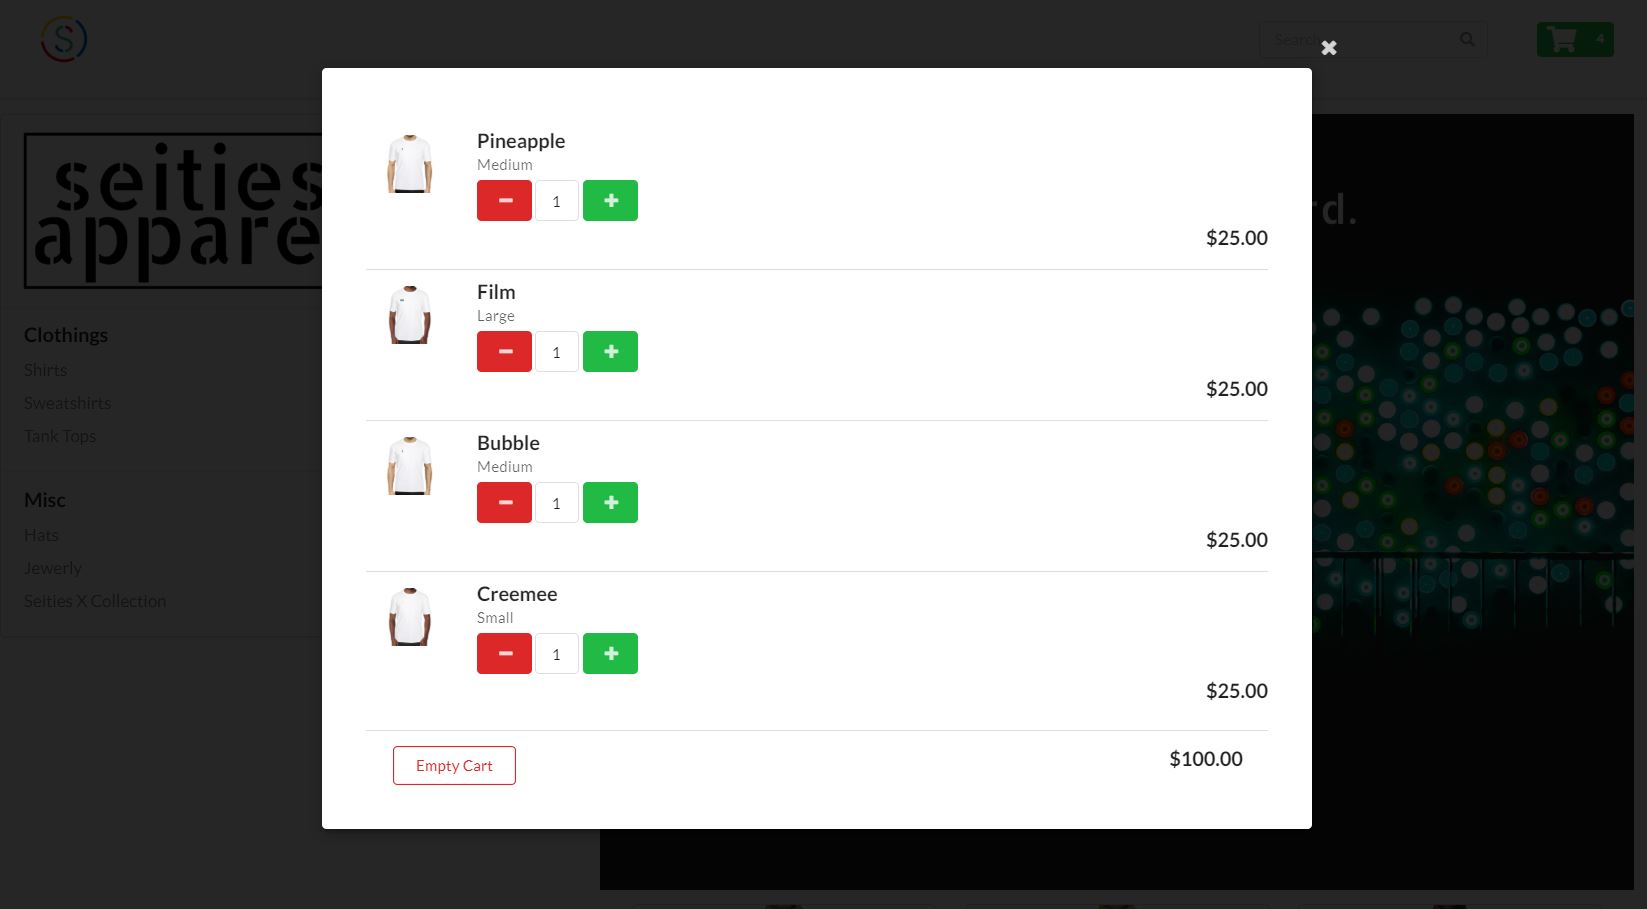 S
Search...
4
seities
appare
rd.
Clothings
Shirts
Sweatshirts
Tank Tops
Misc
Hats
Jewerly
Seities X Collection
Pineapple
Medium
1
$25.00
Film
Large
1
$25.00
Bubble
Medium
1
$25.00
Creemee
Small
1
$25.00
Empty Cart
$100.00